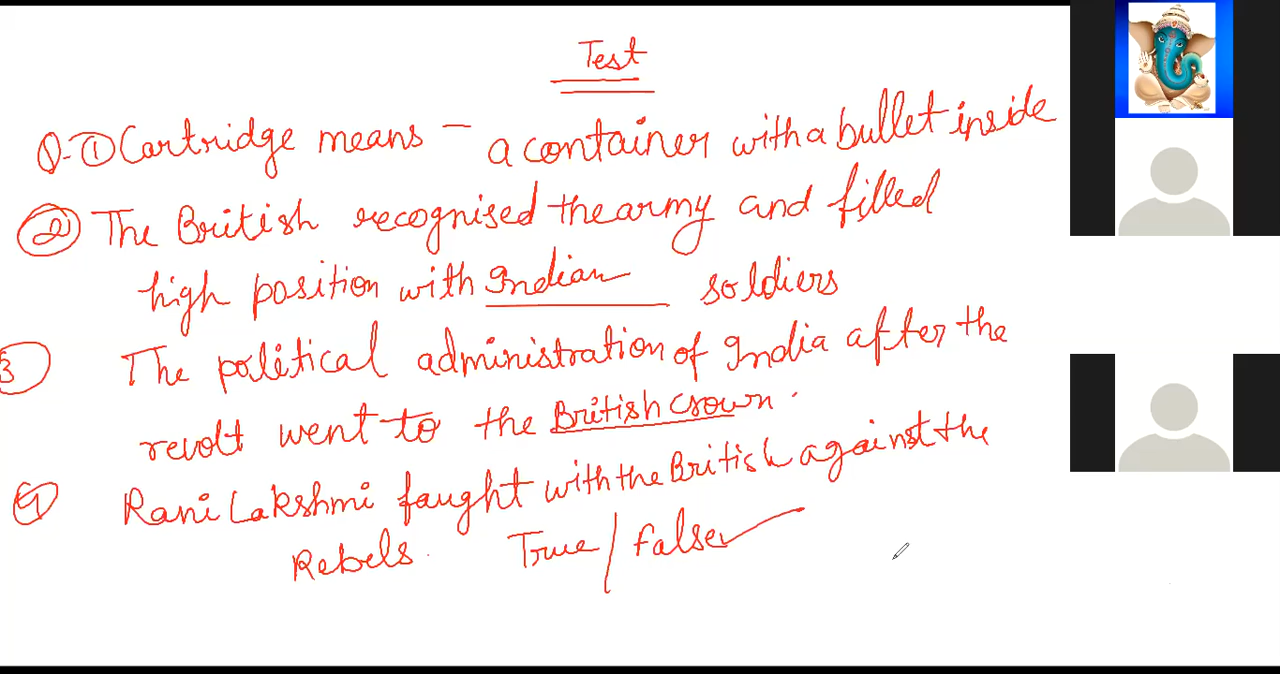 Test
Q.① Cartridge means - a container with a bullet inside
② The British recognised the army and filled
high position with Indian soldiers
3 The political administration of India after the
revolt went to the British crown.
④ Rani Lakshmi faught with the British against the
Rebels. True / False ✓